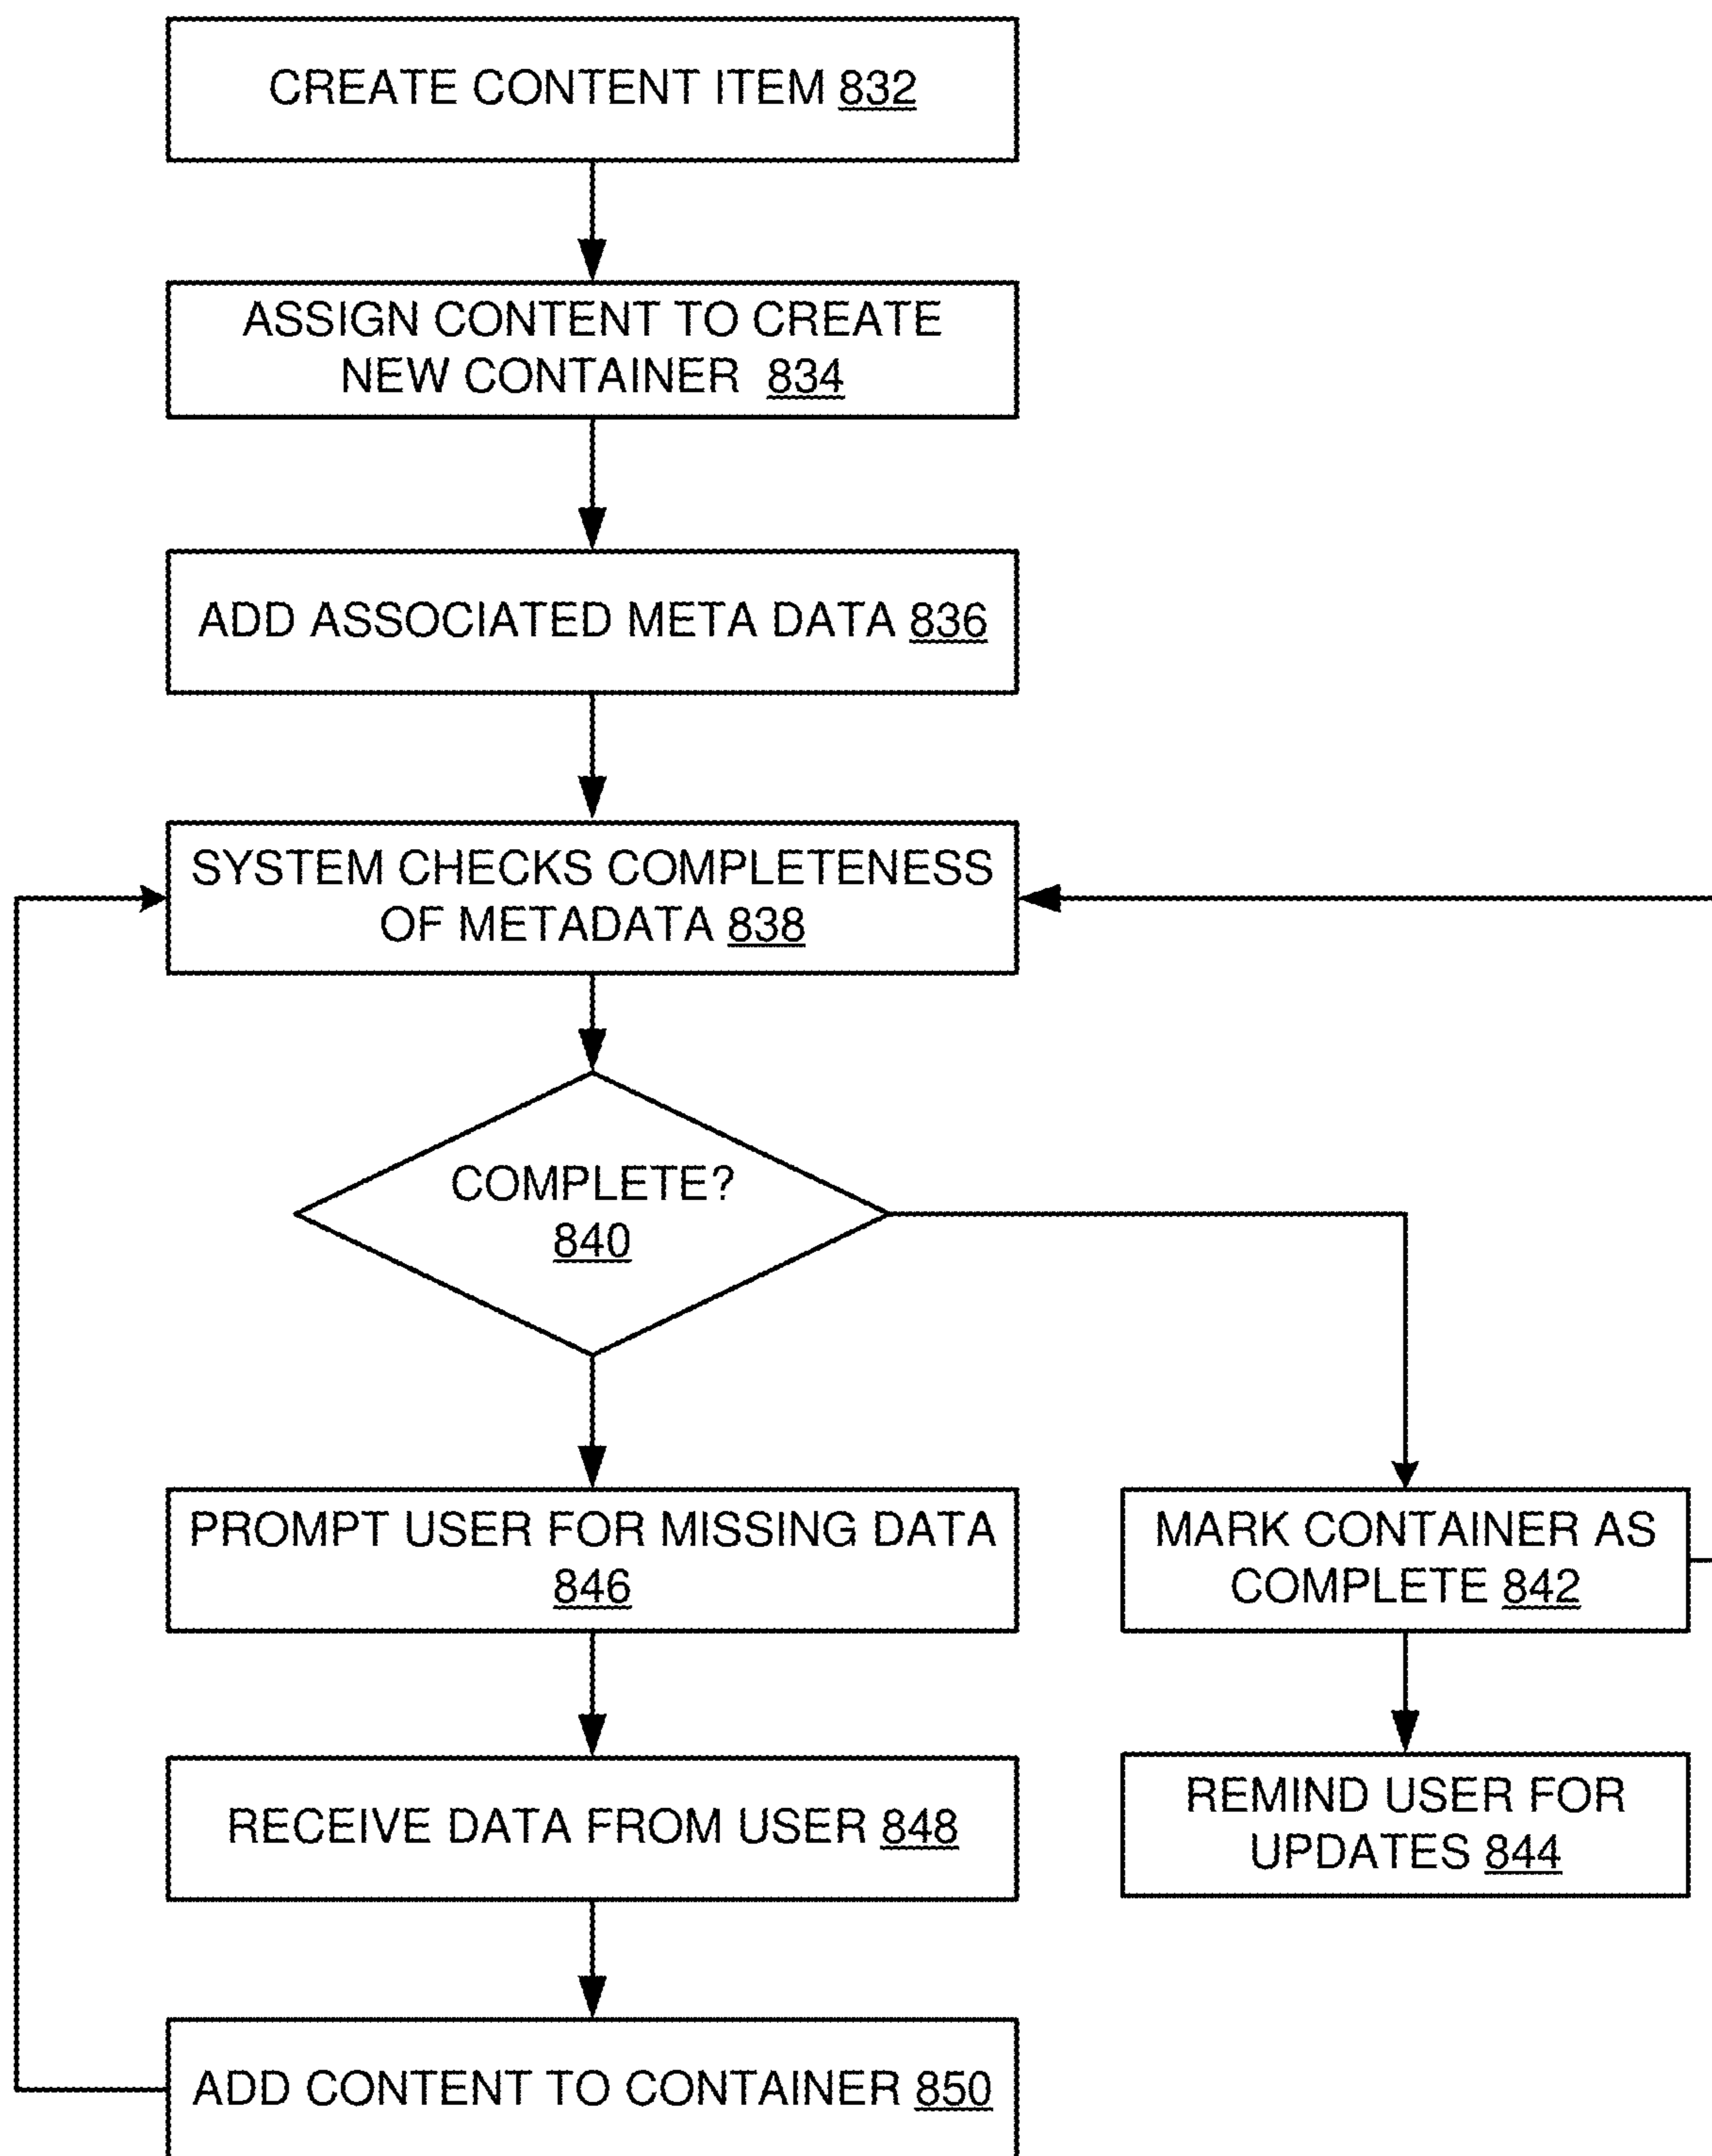 CREATE CONTENT ITEM 832
ASSIGN CONTENT TO CREATE
NEW CONTAINER 834
ADD ASSOCIATED META DATA 836
SYSTEM CHECKS COMPLETENESS
OF METADATA 838
COMPLETE?
840
PROMPT USER FOR MISSING DATA
846
MARK CONTAINER AS
COMPLETE 842
RECEIVE DATA FROM USER 848
REMIND USER FOR
UPDATES 844
ADD CONTENT TO CONTAINER 850